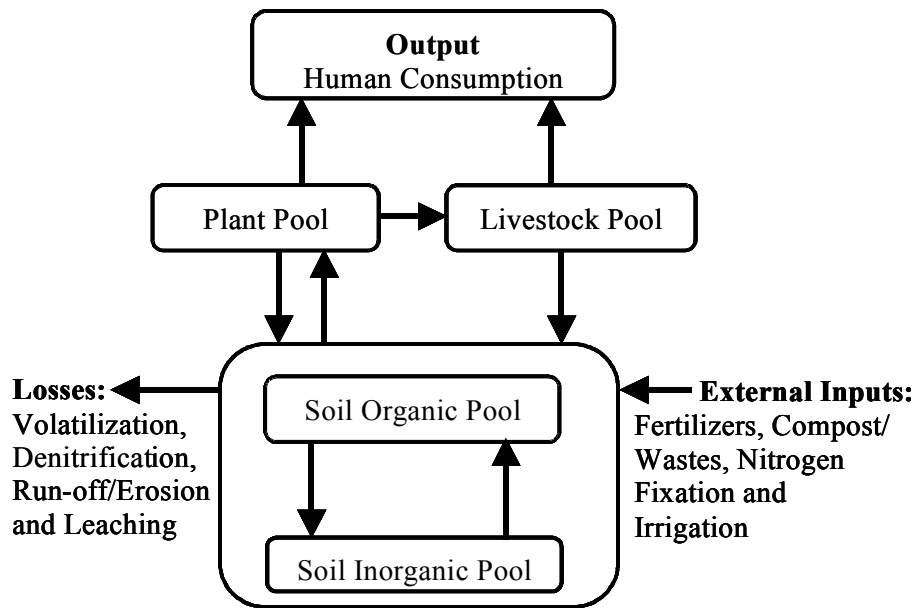 Output
Human Consumption
Plant Pool
Livestock Pool
Losses:
Volatilization,
Denitrification,
Run-off/Erosion
and Leaching
Soil Organic Pool
Soil Inorganic Pool
External Inputs:
Fertilizers, Compost/
Wastes, Nitrogen
Fixation and
Irrigation